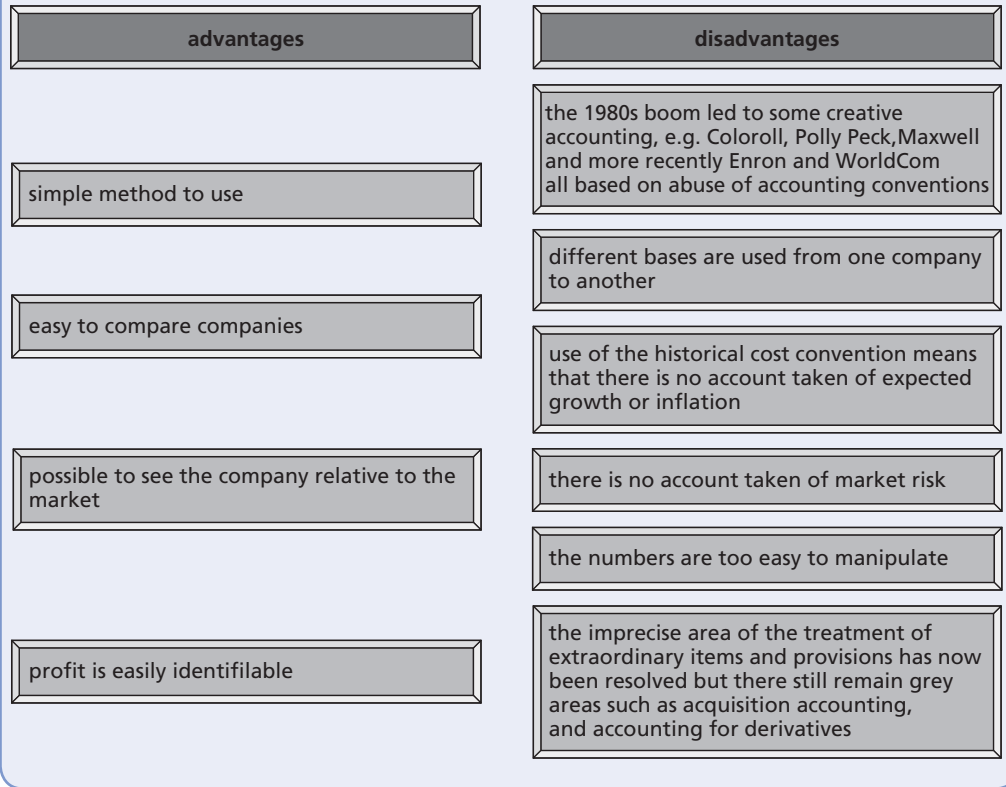 advantages
simple method to use
easy to compare companies
possible to see the company relative to the
market
profit is easily identifilable
disadvantages
the 1980s boom led to some creative
accounting, e.g. Coloroll, Polly Peck,Maxwell
and more recently Enron and WorldCom
all based on abuse of accounting conventions
different bases are used from one company
to another
use of the historical cost convention means
that there is no account taken of expected
growth or inflation
there is no account taken of market risk
the numbers are too easy to manipulate
the imprecise area of the treatment of
extraordinary items and provisions has now
been resolved but there still remain grey
areas such as acquisition accounting,
and accounting for derivatives